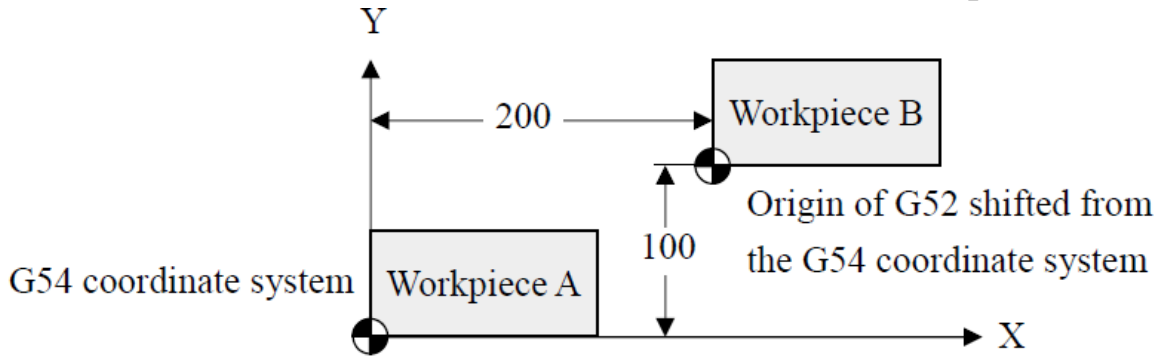 Y
200
Workpiece B
Origin of G52 shifted from
the G54 coordinate system
100
G54 coordinate system
Workpiece A
X